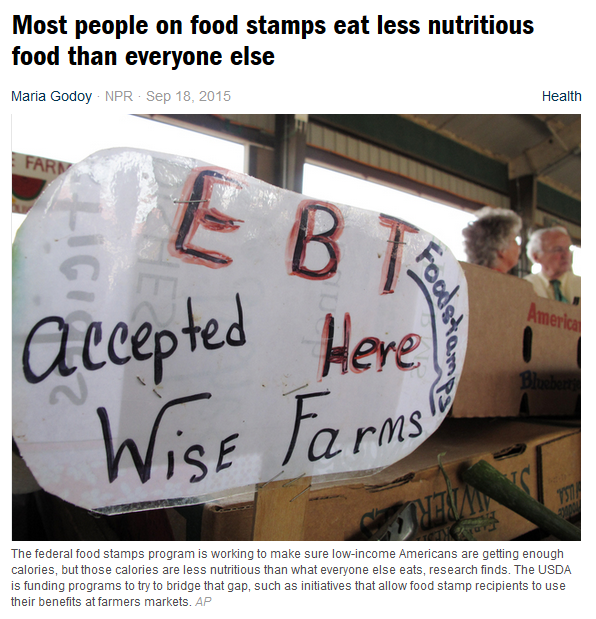 Most people on food stamps eat less nutritious
food than everyone else
Maria Godoy · NPR · Sep 18, 2015
Health
FARM
E B T
Foodstamps
accepted Here
Wise Farms
America
Blueberr
The federal food stamps program is working to make sure low-income Americans are getting enough
calories, but those calories are less nutritious than what everyone else eats, research finds. The USDA
is funding programs to try to bridge that gap, such as initiatives that allow food stamp recipients to use
their benefits at farmers markets. AP